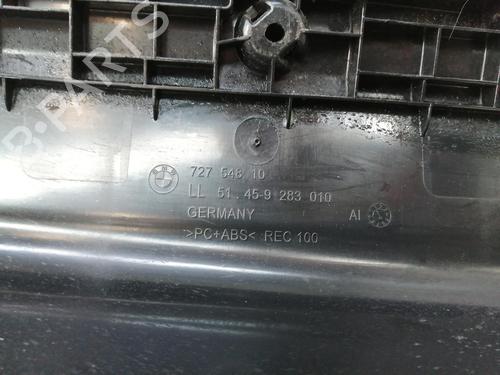 B-PARTS
727 548 10
LL 51.45-9 283 010
GERMANY
AI
>PC+ABS< REC 100